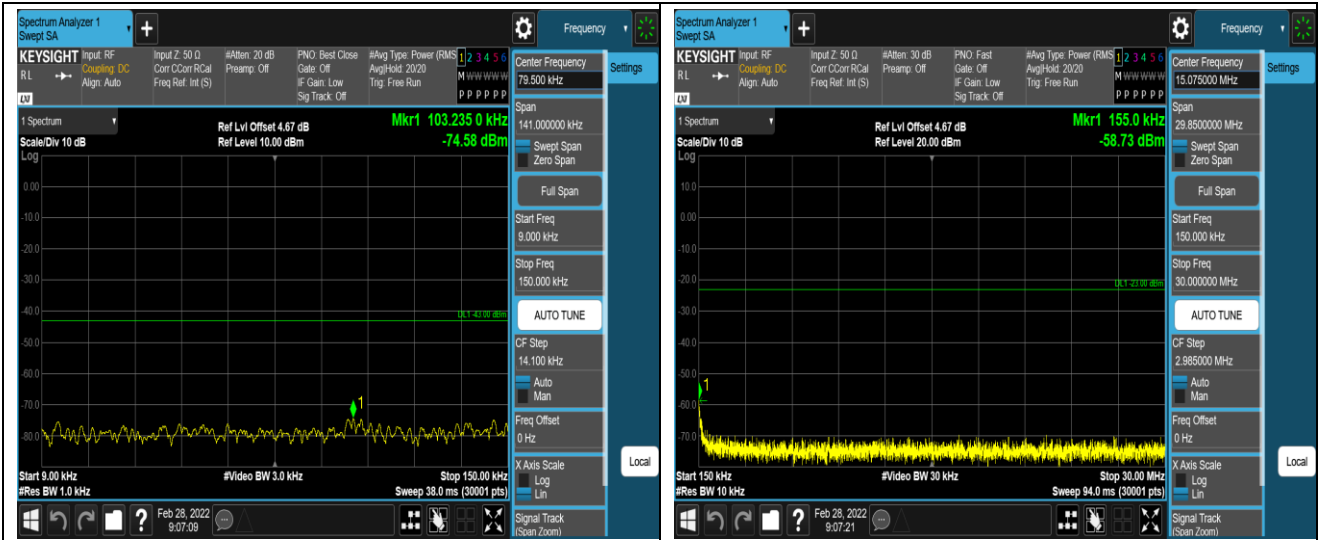 Spectrum Analyzer 1
Swept SA
+
Frequency
KEYSIGHT
RL
Input: RF
Coupling: DC
Align: Auto
Input Z: 50 Ω
Corr CCorr RCal
Freq Ref: Int (S)
#Atten: 20 dB
Preamp: Off
PNO: Best Close
Gate: Off
IF Gain: Low
Sig Track: Off
#Avg Type: Power (RMS
Avg|Hold: 20/20
Trig: Free Run
1 2 3 4 5 6
M W W W W W
P P P P P P
Center Frequency
79.500 kHz
Settings
1 Spectrum
Scale/Div 10 dB
Log
Ref Lvl Offset 4.67 dB
Ref Level 10.00 dBm
Mkr1 103.235 0 kHz
-74.58 dBm
Span
141.000000 kHz
Swept Span
Zero Span
Full Span
Start Freq
9.000 kHz
Stop Freq
150.000 kHz
AUTO TUNE
CF Step
14.100 kHz
Auto
Man
Freq Offset
0 Hz
X Axis Scale
Log
Lin
Signal Track
(Span Zoom)
Local
0.00
-10.0
-20.0
-30.0
-40.0
-50.0
-60.0
-70.0
-80.0
DL1 -43.00 dBm
1
Start 9.00 kHz
#Res BW 1.0 kHz
#Video BW 3.0 kHz
Stop 150.00 kHz
Sweep 38.0 ms (30001 pts)
?
Feb 28, 2022
9:07:09
Spectrum Analyzer 1
Swept SA
+
Frequency
KEYSIGHT
RL
Input: RF
Coupling: DC
Align: Auto
Input Z: 50 Ω
Corr CCorr RCal
Freq Ref: Int (S)
#Atten: 30 dB
Preamp: Off
PNO: Fast
Gate: Off
IF Gain: Low
Sig Track: Off
#Avg Type: Power (RMS
Avg|Hold: 20/20
Trig: Free Run
1 2 3 4 5 6
M W W W W W
P P P P P P
Center Frequency
15.075000 MHz
Settings
1 Spectrum
Scale/Div 10 dB
Log
Ref Lvl Offset 4.67 dB
Ref Level 20.00 dBm
Mkr1 155.0 kHz
-58.73 dBm
Span
29.8500000 MHz
Swept Span
Zero Span
Full Span
Start Freq
150.000 kHz
Stop Freq
30.000000 MHz
AUTO TUNE
CF Step
2.985000 MHz
Auto
Man
Freq Offset
0 Hz
X Axis Scale
Log
Lin
Signal Track
(Span Zoom)
Local
10.0
0.00
-10.0
-20.0
-30.0
-40.0
-50.0
-60.0
-70.0
DL1 -23.00 dBm
1
Start 150 kHz
#Res BW 10 kHz
#Video BW 30 kHz
Stop 30.00 MHz
Sweep 94.0 ms (30001 pts)
?
Feb 28, 2022
9:07:21